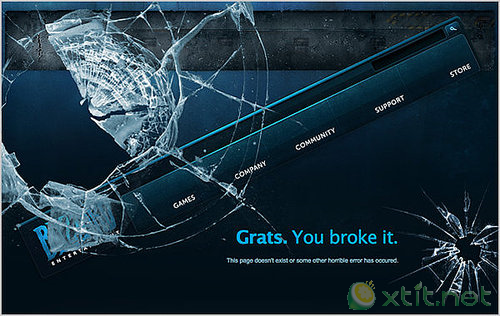 GAMES
COMPANY
COMMUNITY
SUPPORT
STORE
Grats. You broke it.
This page doesn't exist or some other horrible error has occured.
xtit.net